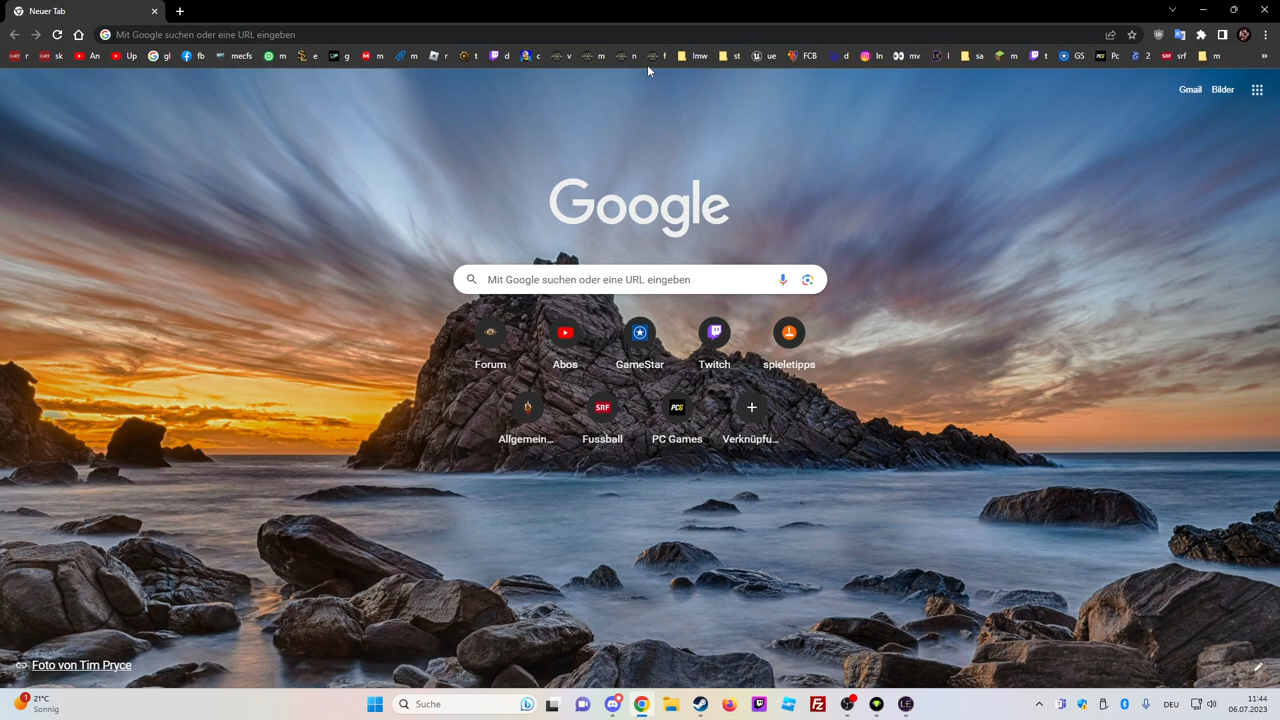 Neuer Tab
Mit Google suchen oder eine URL eingeben
r sk An Up gl fb mecfs m e g m m r t d c v m n f lmw st ue FCB d In mv l sa m t GS Pc 2 srf m
Gmail Bilder
Google
Mit Google suchen oder eine URL eingeben
Forum Abos GameStar Twitch spieletipps
SRF PCG
Allgemein... Fussball PC Games Verknüpfu...
Foto von Tim Pryce
1 21°C
Sonnig
Suche
DEU
11:44
06.07.2023